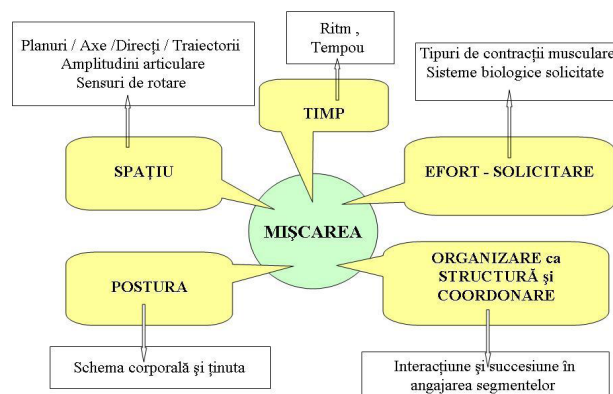 Ritm ,
Tempou
Planuri / Axe /Direcţi / Traiectorii
Amplitudini articulare
Sensuri de rotare
Tipuri de contracţii musculare
Sisteme biologice solicitate
TIMP
SPAŢIU
EFORT - SOLICITARE
MIŞCAREA
POSTURA
ORGANIZARE ca
STRUCTURĂ şi
COORDONARE
Schema corporală şi ţinuta
Interacţiune şi succesiune în
angajarea segmentelor